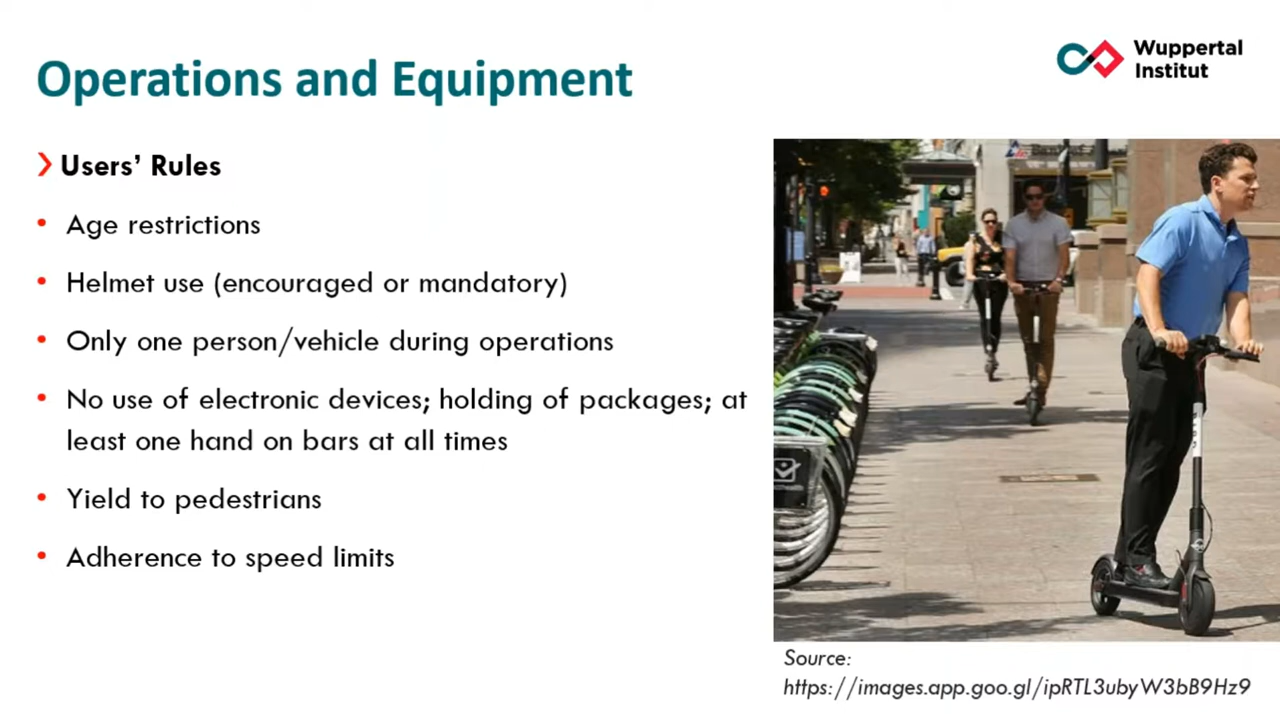 Operations and Equipment
Wuppertal
Institut
Users’ Rules
• Age restrictions
• Helmet use (encouraged or mandatory)
• Only one person/vehicle during operations
• No use of electronic devices; holding of packages; at
least one hand on bars at all times
• Yield to pedestrians
• Adherence to speed limits
Source:
https://images.app.goo.gl/ipRTL3ubyW3bB9Hz9